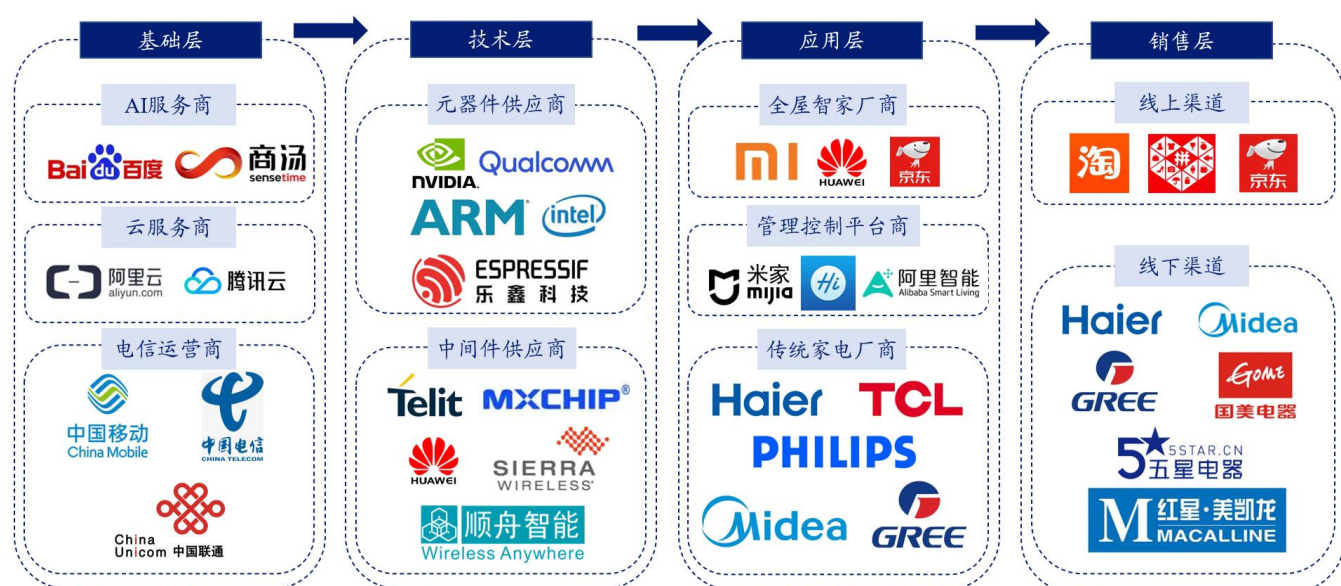 基础层
技术层
应用层
销售层
AI服务商
Bai du 百度
商汤
sensetime
云服务商
阿里云
aliyun.com
腾讯云
电信运营商
中国移动
China Mobile
中国电信
CHINA TELECOM
China
Unicom 中国联通
元器件供应商
NVIDIA.
Qualcomm
ARM
intel
ESPRESSIF
乐鑫科技
中间件供应商
Telit
MXCHIP®
HUAWEI
SIERRA
WIRELESS®
顺舟智能
Wireless Anywhere
全屋智家厂商
MI
HUAWEI
京东
管理控制平台商
米家
mijia
Hi
阿里智能
Alibaba Smart Living
传统家电厂商
Haier
TCL
PHILIPS
Midea
GREE
线上渠道
淘
拼
京东
线下渠道
Haier
Midea
GREE
GOME
国美电器
5
5STAR.CN
五星电器
M
红星·美凯龙
MACALLINE